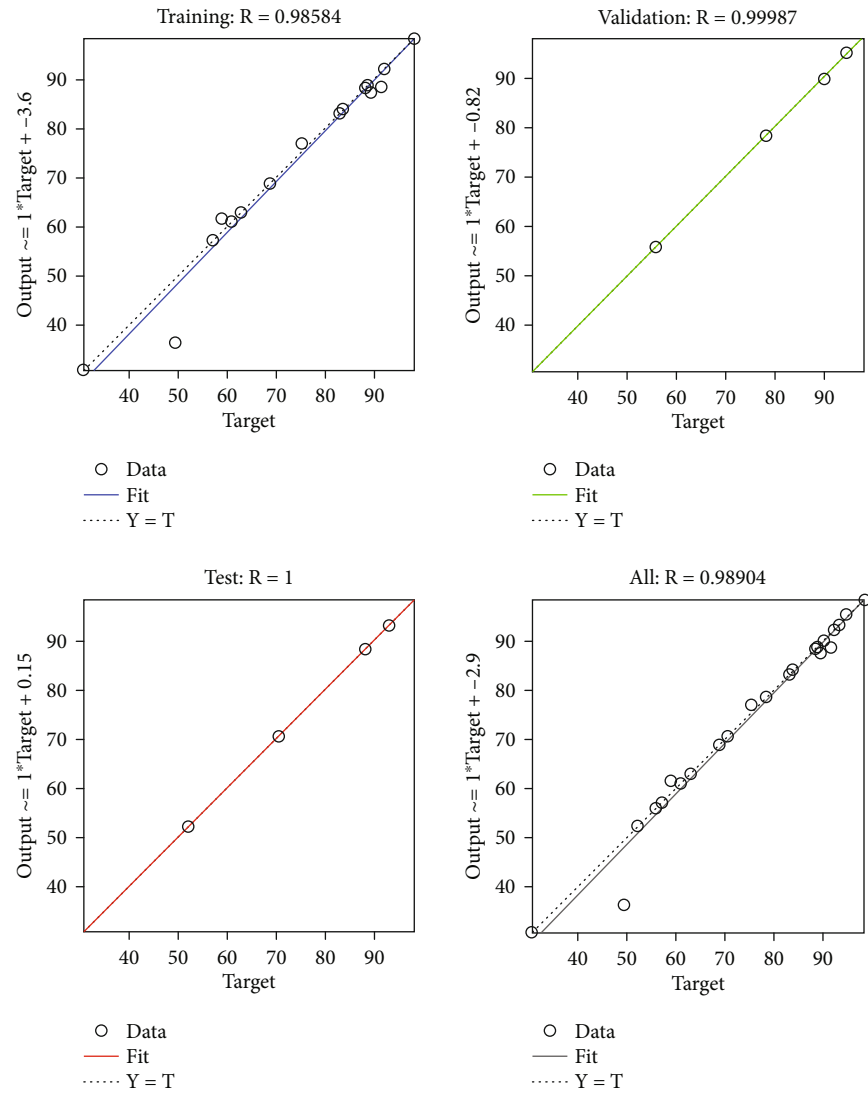 Training: R = 0.98584
Output ~= 1*Target + −3.6
90
80
70
60
50
40
40 50 60 70 80 90
Target
Data
Fit
Y = T
Validation: R = 0.99987
Output ~= 1*Target + −0.82
90
80
70
60
50
40
40 50 60 70 80 90
Target
Data
Fit
Y = T
Test: R = 1
Output ~= 1*Target + 0.15
90
80
70
60
50
40
40 50 60 70 80 90
Target
Data
Fit
Y = T
All: R = 0.98904
Output ~= 1*Target + −2.9
90
80
70
60
50
40
40 50 60 70 80 90
Target
Data
Fit
Y = T